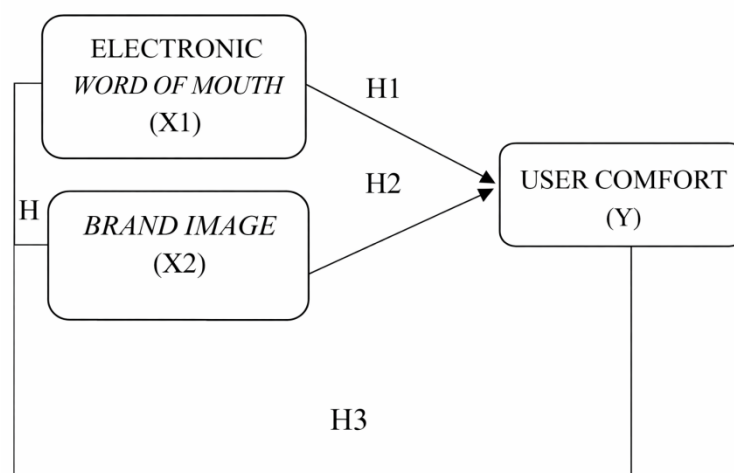 ELECTRONIC
WORD OF MOUTH
(X1)
H1
H2
USER COMFORT
(Y)
H
BRAND IMAGE
(X2)
H3